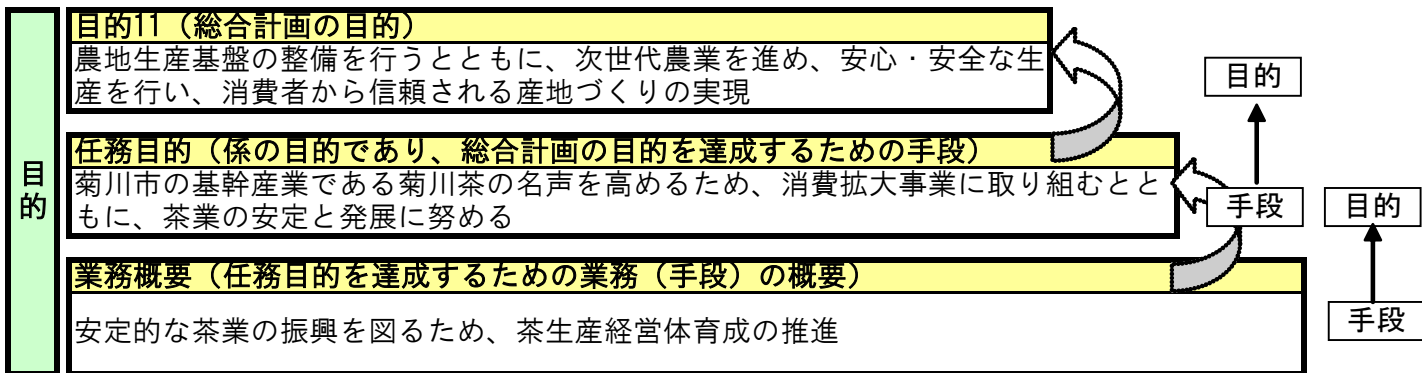 目的11（総合計画の目的）
農地生産基盤の整備を行うとともに、次世代農業を進め、安心・安全な生
産を行い、消費者から信頼される産地づくりの実現
目的
任務目的（係の目的であり、総合計画の目的を達成するための手段）
菊川市の基幹産業である菊川茶の名声を高めるため、消費拡大事業に取り組むとと
もに、茶業の安定と発展に努める
目的
手段
目的
業務概要（任務目的を達成するための業務（手段）の概要）
安定的な茶業の振興を図るため、茶生産経営体育成の推進
手段